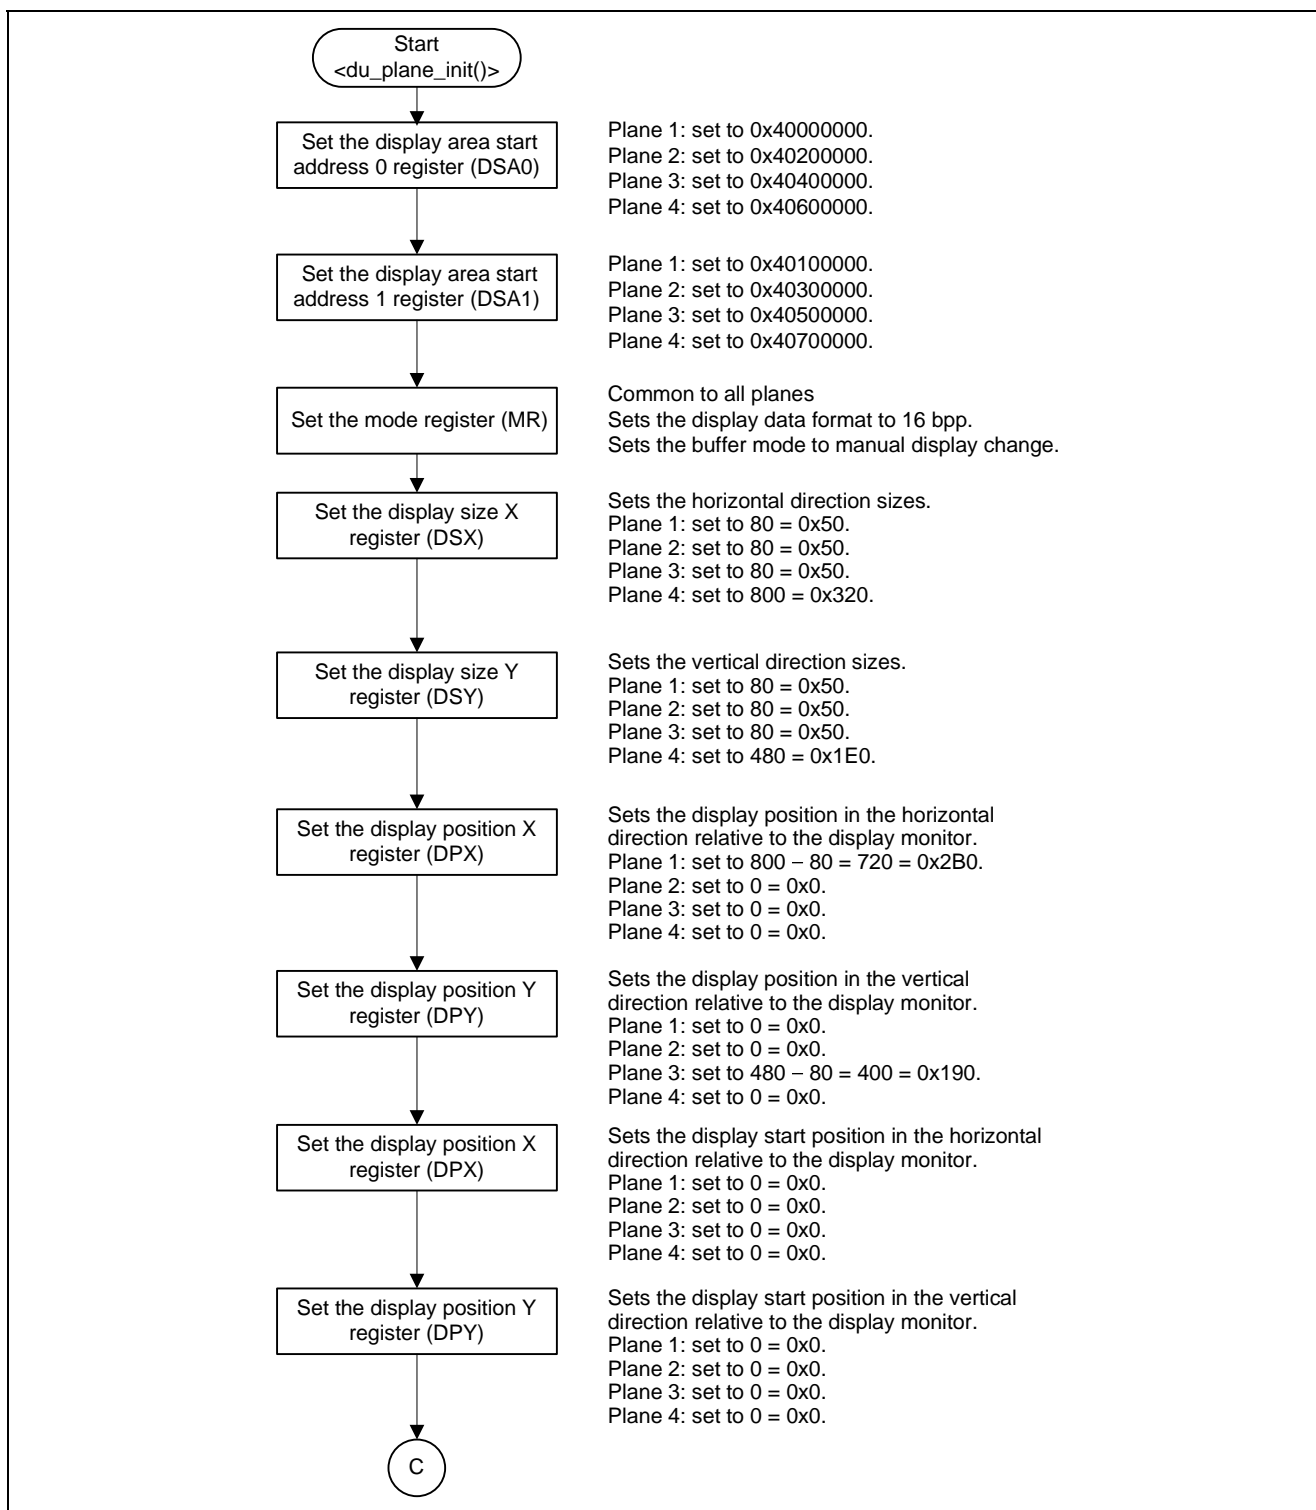 Start
<du_plane_init()>
Set the display area start
address 0 register (DSA0)
Plane 1: set to 0x40000000.
Plane 2: set to 0x40200000.
Plane 3: set to 0x40400000.
Plane 4: set to 0x40600000.
Set the display area start
address 1 register (DSA1)
Plane 1: set to 0x40100000.
Plane 2: set to 0x40300000.
Plane 3: set to 0x40500000.
Plane 4: set to 0x40700000.
Set the mode register (MR)
Common to all planes
Sets the display data format to 16 bpp.
Sets the buffer mode to manual display change.
Set the display size X
register (DSX)
Sets the horizontal direction sizes.
Plane 1: set to 80 = 0x50.
Plane 2: set to 80 = 0x50.
Plane 3: set to 80 = 0x50.
Plane 4: set to 800 = 0x320.
Set the display size Y
register (DSY)
Sets the vertical direction sizes.
Plane 1: set to 80 = 0x50.
Plane 2: set to 80 = 0x50.
Plane 3: set to 80 = 0x50.
Plane 4: set to 480 = 0x1E0.
Set the display position X
register (DPX)
Sets the display position in the horizontal
direction relative to the display monitor.
Plane 1: set to 800 − 80 = 720 = 0x2B0.
Plane 2: set to 0 = 0x0.
Plane 3: set to 0 = 0x0.
Plane 4: set to 0 = 0x0.
Set the display position Y
register (DPY)
Sets the display position in the vertical
direction relative to the display monitor.
Plane 1: set to 0 = 0x0.
Plane 2: set to 0 = 0x0.
Plane 3: set to 480 − 80 = 400 = 0x190.
Plane 4: set to 0 = 0x0.
Set the display position X
register (DPX)
Sets the display start position in the horizontal
direction relative to the display monitor.
Plane 1: set to 0 = 0x0.
Plane 2: set to 0 = 0x0.
Plane 3: set to 0 = 0x0.
Plane 4: set to 0 = 0x0.
Set the display position Y
register (DPY)
Sets the display start position in the vertical
direction relative to the display monitor.
Plane 1: set to 0 = 0x0.
Plane 2: set to 0 = 0x0.
Plane 3: set to 0 = 0x0.
Plane 4: set to 0 = 0x0.
C